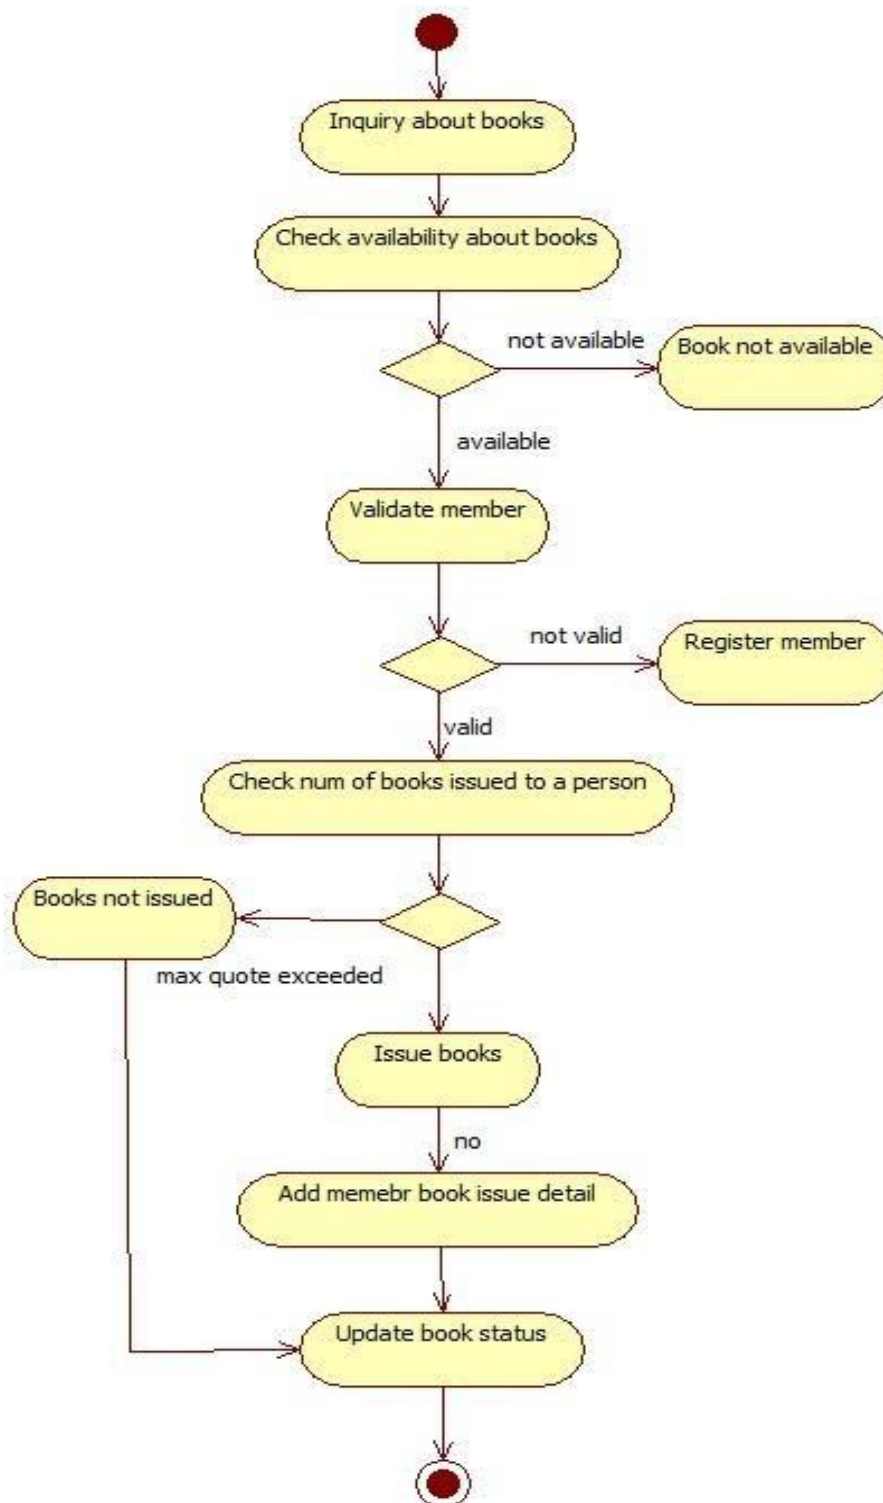 Inquiry about books
Check availability about books
not available
Book not available
available
Validate member
not valid
Register member
valid
Check num of books issued to a person
Books not issued
max quote exceeded
Issue books
no
Add memebr book issue detail
Update book status